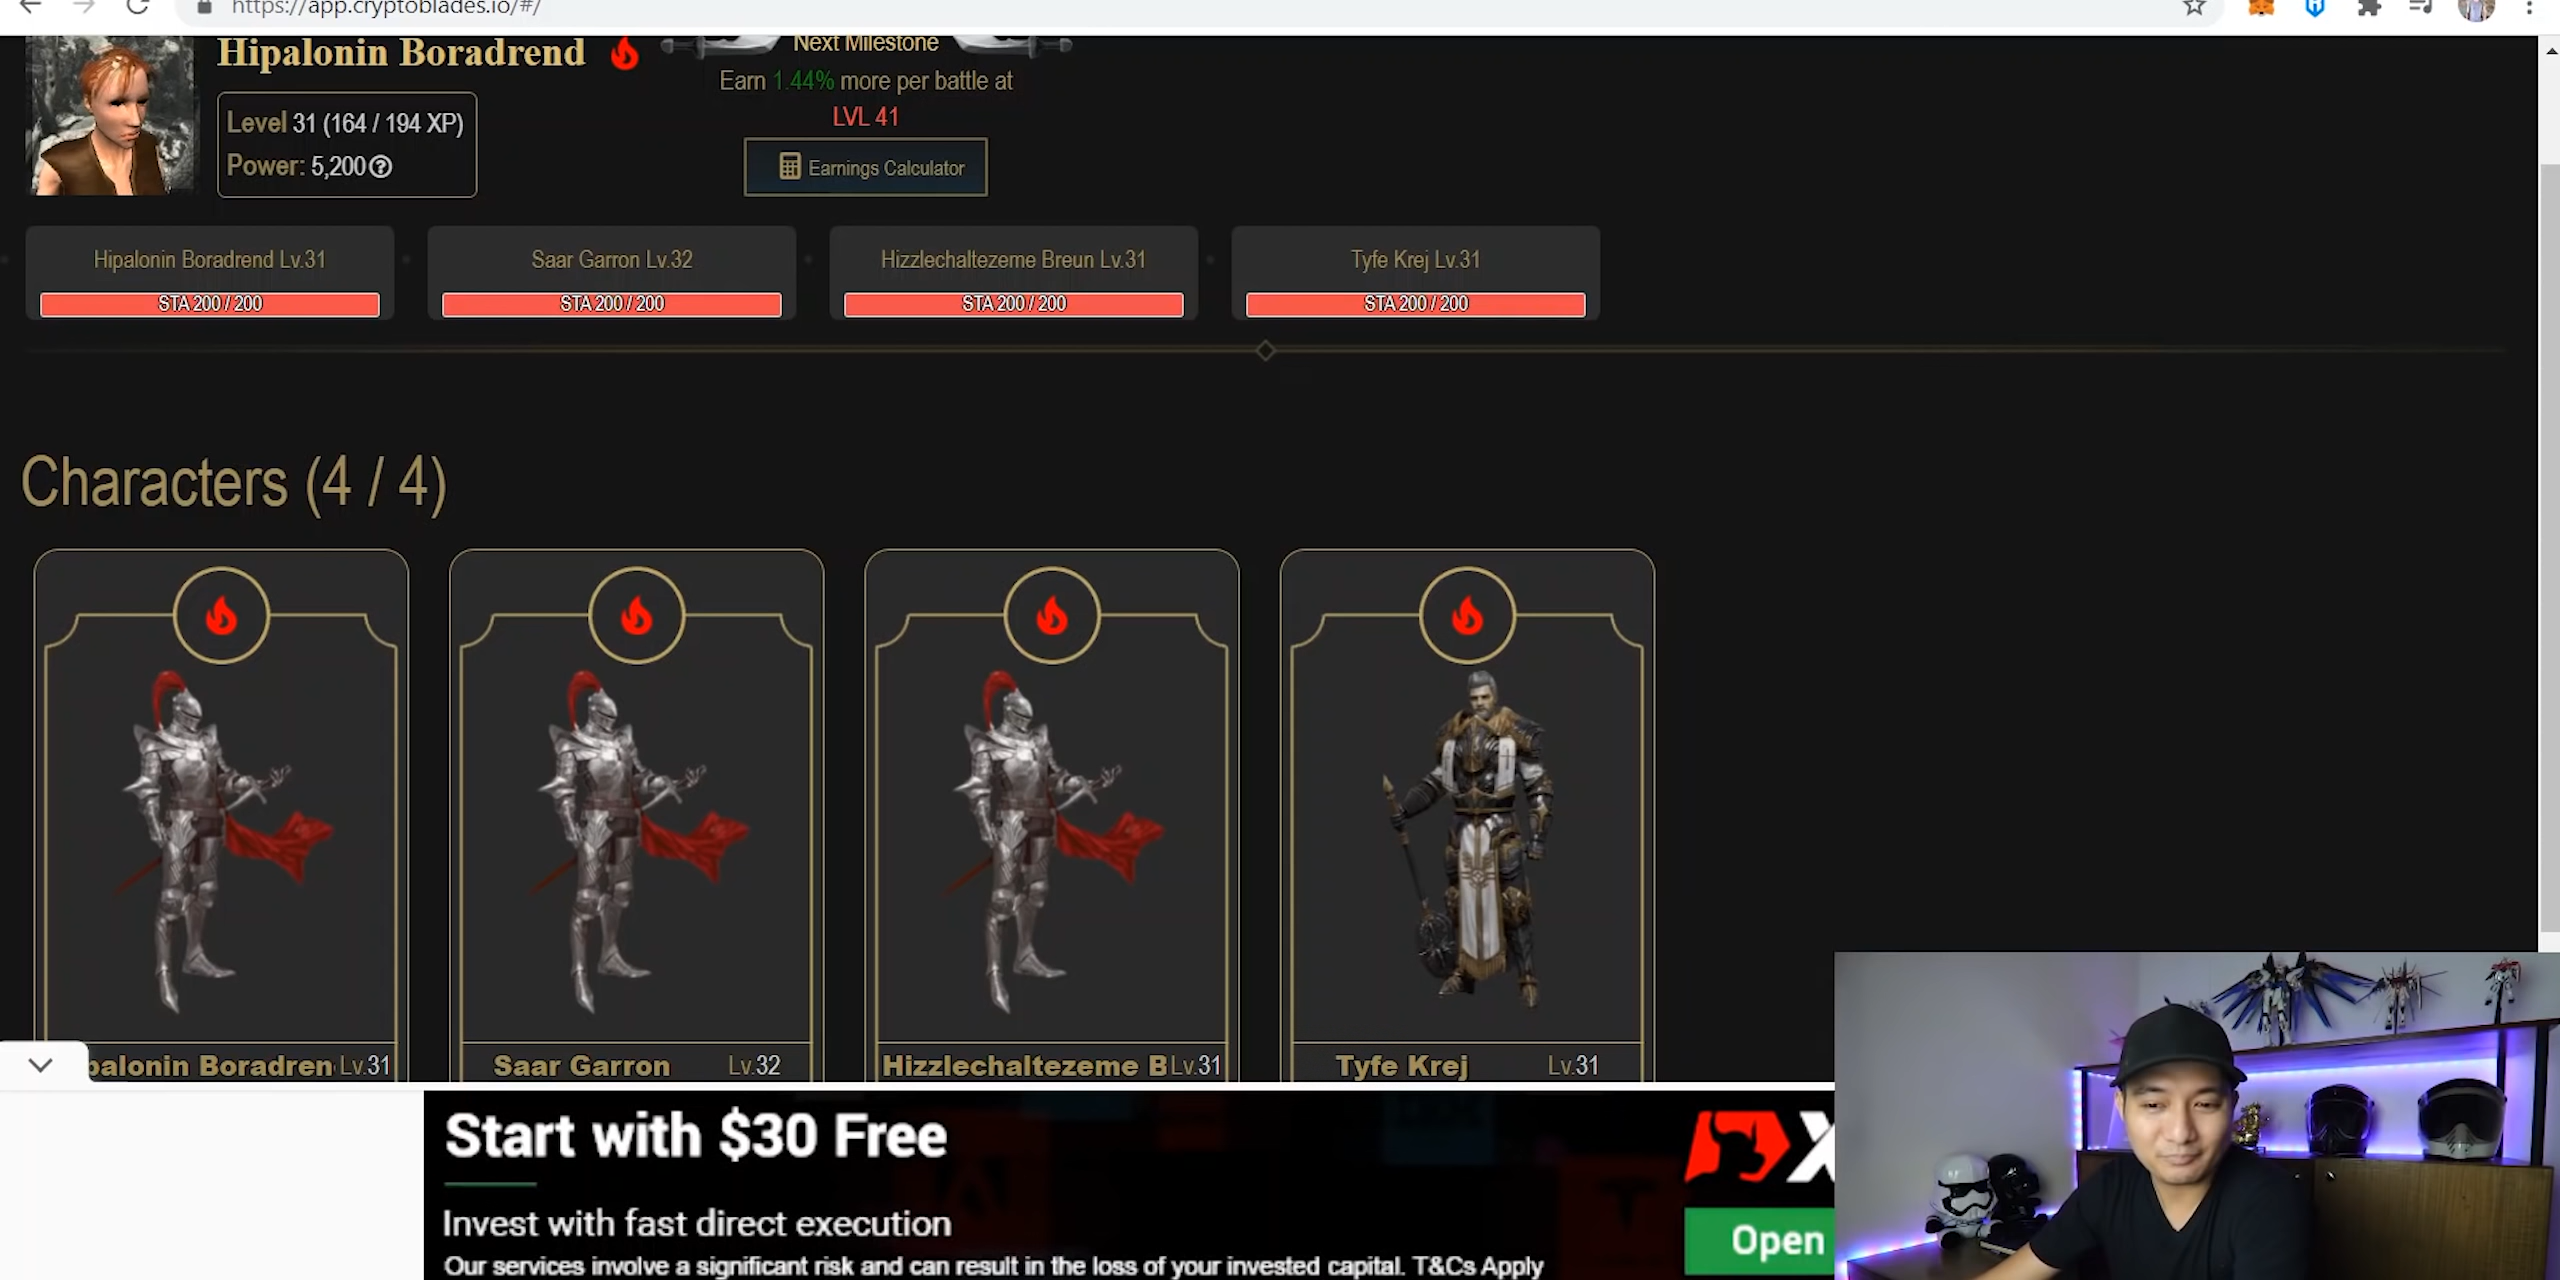 https://app.cryptoblades.io/#/
Hipalonin Boradrend
Next Milestone
Earn 1.44% more per battle at
LVL 41
Level 31 (164 / 194 XP)
Power: 5,200
Earnings Calculator
Hipalonin Boradrend Lv.31
Saar Garron Lv.32
Hizzlechaltezeme Breun Lv.31
Tyfe Krej Lv.31
STA 200 / 200
STA 200 / 200
STA 200 / 200
STA 200 / 200
Characters (4 / 4)
palonin Boradren Lv.31
Saar Garron Lv.32
Hizzlechaltezeme B Lv.31
Tyfe Krej Lv.31
Start with $30 Free
Invest with fast direct execution
Our services involve a significant risk and can result in the loss of your invested capital. T&Cs Apply
X
Open